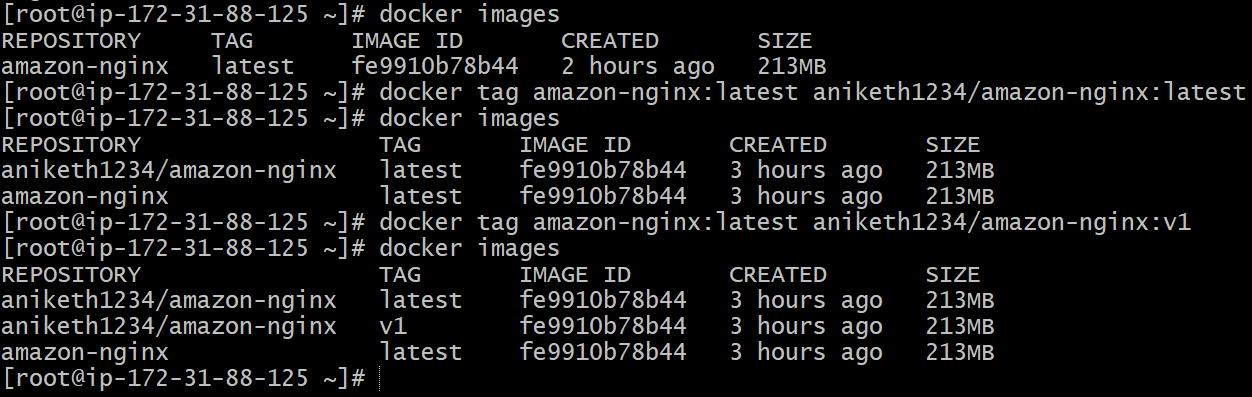 [root@ip-172-31-88-125 ~]# docker images
REPOSITORY     TAG       IMAGE ID       CREATED       SIZE
amazon-nginx   latest    fe9910b78b44   2 hours ago   213MB
[root@ip-172-31-88-125 ~]# docker tag amazon-nginx:latest aniketh1234/amazon-nginx:latest
[root@ip-172-31-88-125 ~]# docker images
REPOSITORY                 TAG       IMAGE ID       CREATED       SIZE
aniketh1234/amazon-nginx   latest    fe9910b78b44   3 hours ago   213MB
amazon-nginx               latest    fe9910b78b44   3 hours ago   213MB
[root@ip-172-31-88-125 ~]# docker tag amazon-nginx:latest aniketh1234/amazon-nginx:v1
[root@ip-172-31-88-125 ~]# docker images
REPOSITORY                 TAG       IMAGE ID       CREATED       SIZE
aniketh1234/amazon-nginx   latest    fe9910b78b44   3 hours ago   213MB
aniketh1234/amazon-nginx   v1        fe9910b78b44   3 hours ago   213MB
amazon-nginx               latest    fe9910b78b44   3 hours ago   213MB
[root@ip-172-31-88-125 ~]#